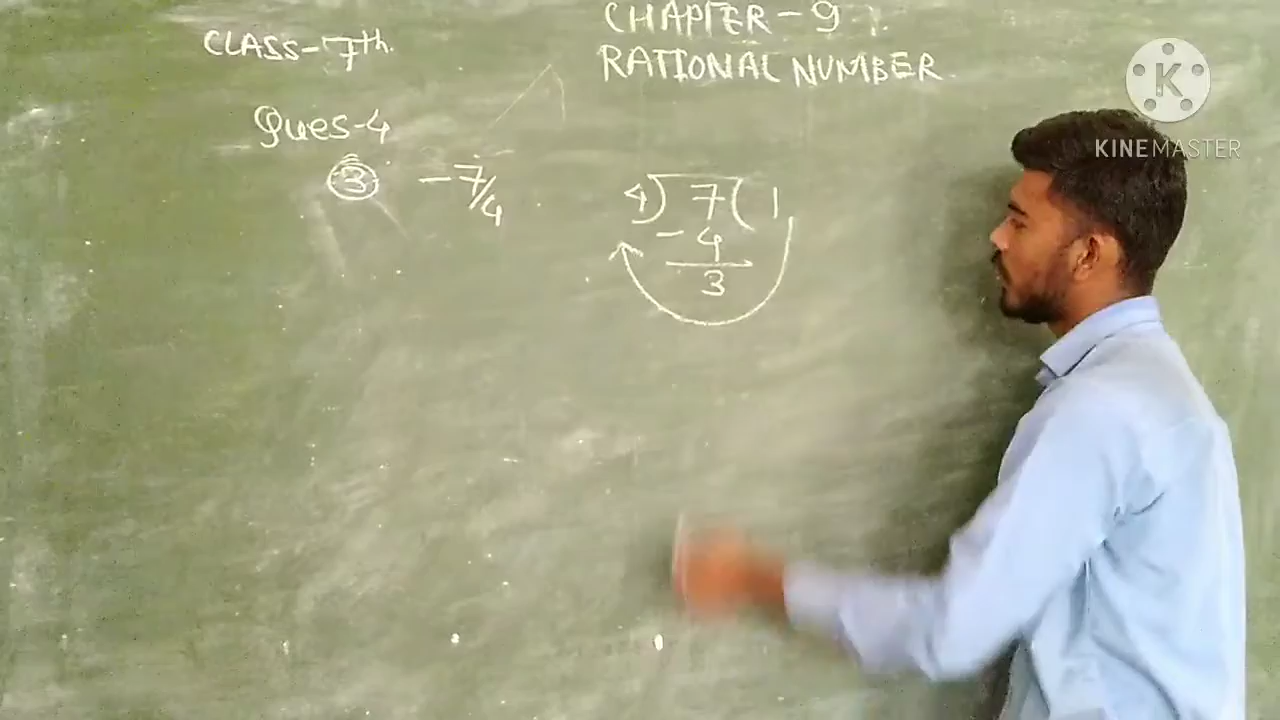 CLASS-7th.
CHAPTER-9
RATIONAL NUMBER
Ques-4
3 -7/4
4) 7 ( 1
- 4
3
K
KINEMASTER